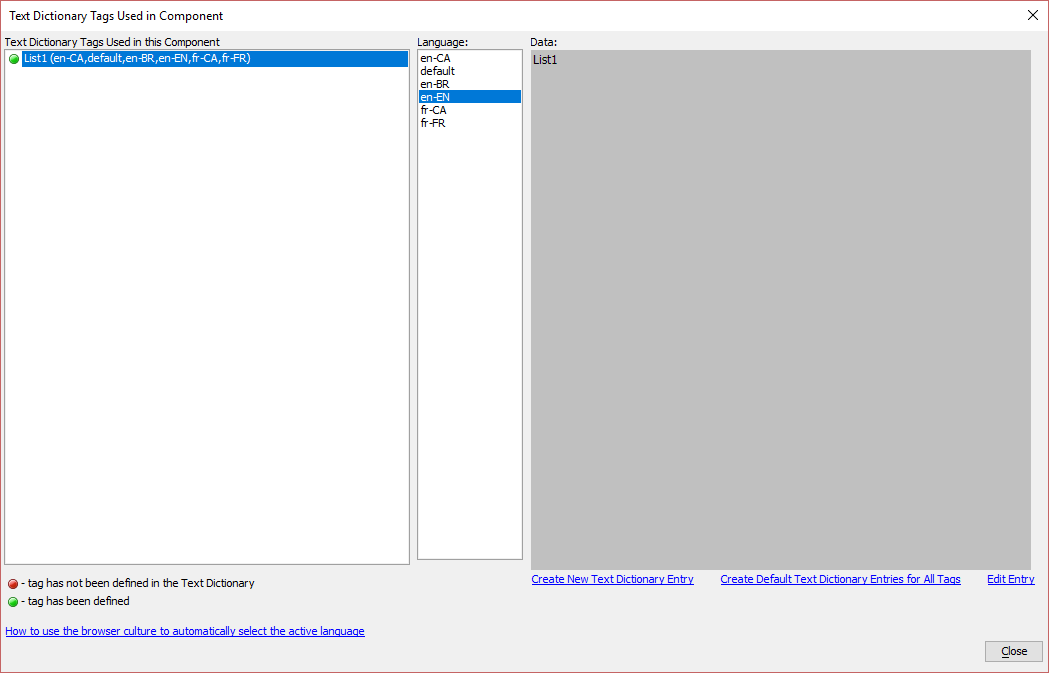 Text Dictionary Tags Used in Component
Text Dictionary Tags Used in this Component
List1 (en-CA,default,en-BR,en-EN,fr-CA,fr-FR)
Language:
en-CA
default
en-BR
en-EN
fr-CA
fr-FR
Data:
List1
Create New Text Dictionary Entry
Create Default Text Dictionary Entries for All Tags
Edit Entry
- tag has not been defined in the Text Dictionary
- tag has been defined
How to use the browser culture to automatically select the active language
Close